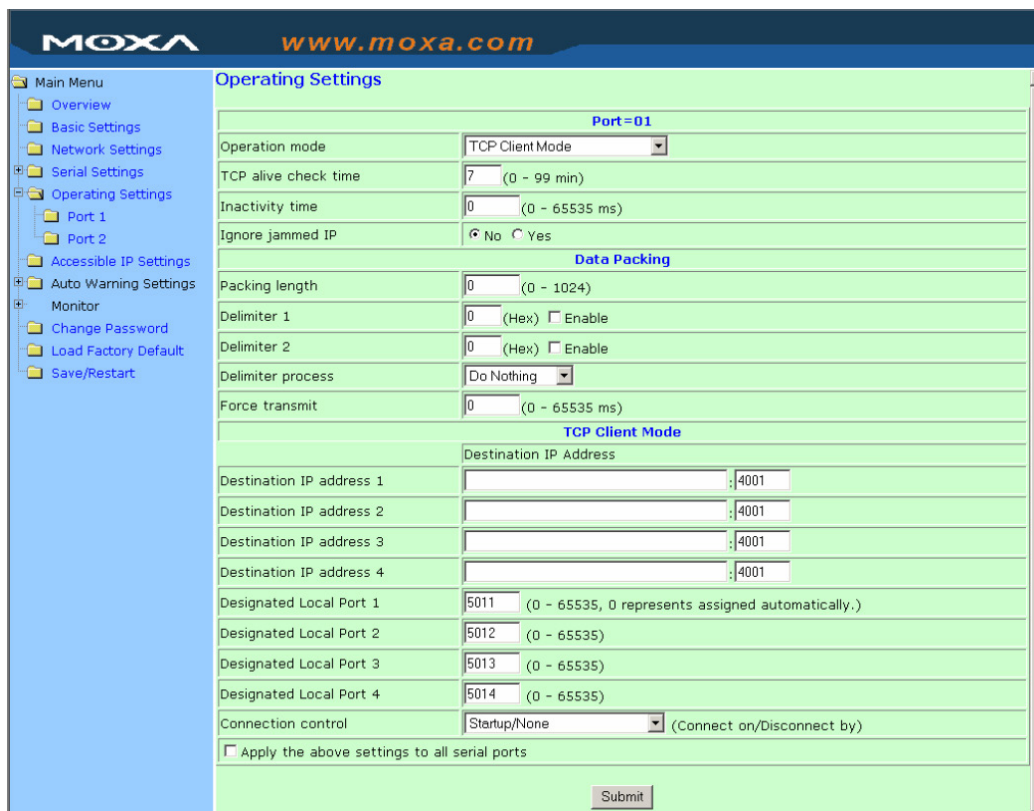 MOXA www.moxa.com
Main Menu
Overview
Basic Settings
Network Settings
Serial Settings
Operating Settings
Port 1
Port 2
Accessible IP Settings
Auto Warning Settings
Monitor
Change Password
Load Factory Default
Save/Restart
Operating Settings
Port=01
Operation mode TCP Client Mode
TCP alive check time 7 (0 - 99 min)
Inactivity time 0 (0 - 65535 ms)
Ignore jammed IP No Yes
Data Packing
Packing length 0 (0 - 1024)
Delimiter 1 0 (Hex) Enable
Delimiter 2 0 (Hex) Enable
Delimiter process Do Nothing
Force transmit 0 (0 - 65535 ms)
TCP Client Mode
Destination IP Address
Destination IP address 1 :4001
Destination IP address 2 :4001
Destination IP address 3 :4001
Destination IP address 4 :4001
Designated Local Port 1 5011 (0 - 65535, 0 represents assigned automatically.)
Designated Local Port 2 5012 (0 - 65535)
Designated Local Port 3 5013 (0 - 65535)
Designated Local Port 4 5014 (0 - 65535)
Connection control Startup/None (Connect on/Disconnect by)
Apply the above settings to all serial ports
Submit